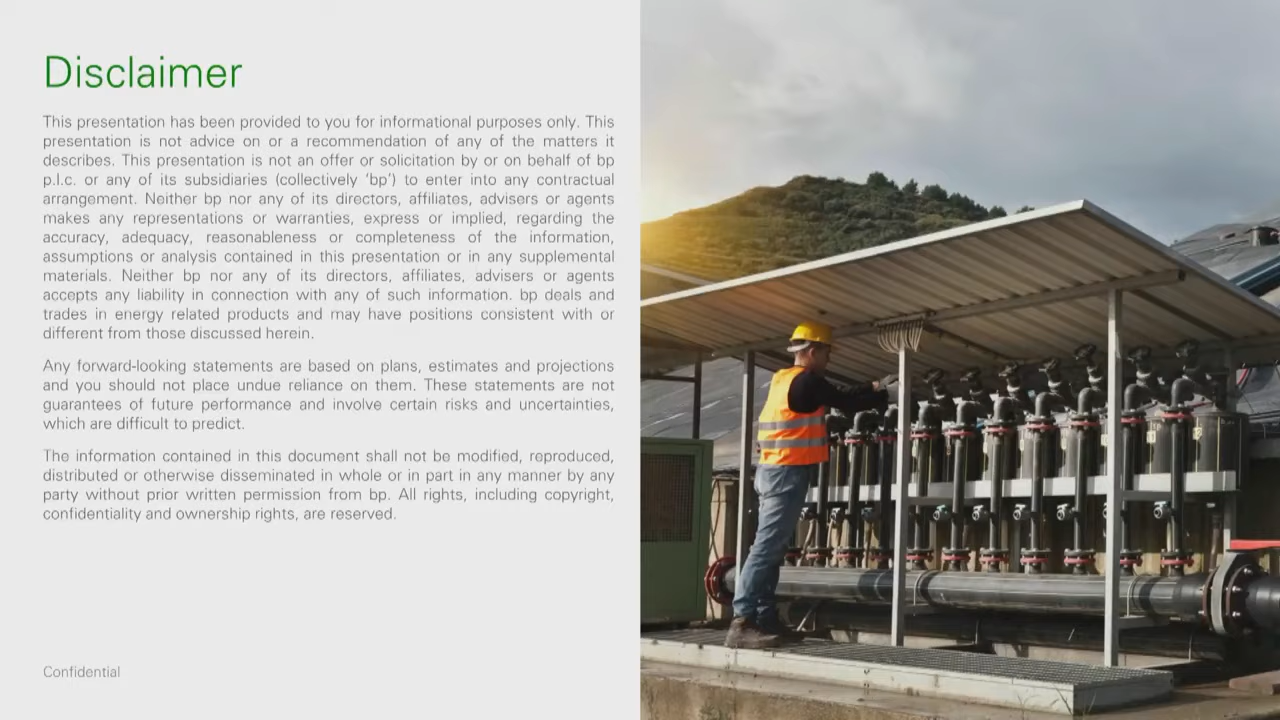 Disclaimer
This presentation has been provided to you for informational purposes only. This
presentation is not advice on or a recommendation of any of the matters it
describes. This presentation is not an offer or solicitation by or on behalf of bp
p.l.c. or any of its subsidiaries (collectively ‘bp’) to enter into any contractual
arrangement. Neither bp nor any of its directors, affiliates, advisers or agents
makes any representations or warranties, express or implied, regarding the
accuracy, adequacy, reasonableness or completeness of the information,
assumptions or analysis contained in this presentation or in any supplemental
materials. Neither bp nor any of its directors, affiliates, advisers or agents
accepts any liability in connection with any of such information. bp deals and
trades in energy related products and may have positions consistent with or
different from those discussed herein.
Any forward-looking statements are based on plans, estimates and projections
and you should not place undue reliance on them. These statements are not
guarantees of future performance and involve certain risks and uncertainties,
which are difficult to predict.
The information contained in this document shall not be modified, reproduced,
distributed or otherwise disseminated in whole or in part in any manner by any
party without prior written permission from bp. All rights, including copyright,
confidentiality and ownership rights, are reserved.
Confidential